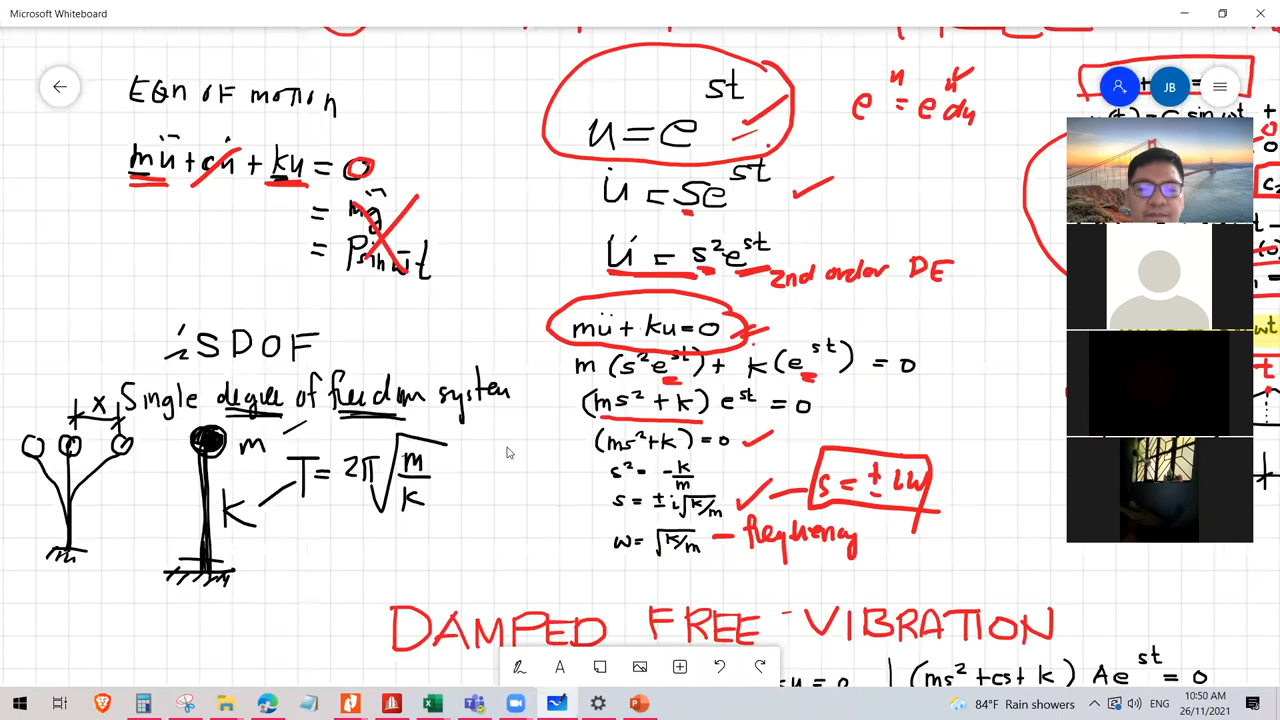 Microsoft Whiteboard
Eqn of motion
mü + cu̇ + ku = 0
= mg
= Psin ω̄t
SDOF
Single degree of freedom system
x
m
k
T = 2π√(m/k)
u = e^st
u̇ = se^st
ü = s²e^st
2nd order DE
e^u = e^u du
mü + ku = 0
m (s²e^st) + k (e^st) = 0
(ms² + k) e^st = 0
(ms² + k) = 0
s² = -k/m
s = ± i√k/m
s = ± iω
ω = √k/m – frequency
DAMPED FREE-VIBRATION
(ms² + cs + k) Ae^st = 0
JB
84°F Rain showers
ENG
10:50 AM
26/11/2021